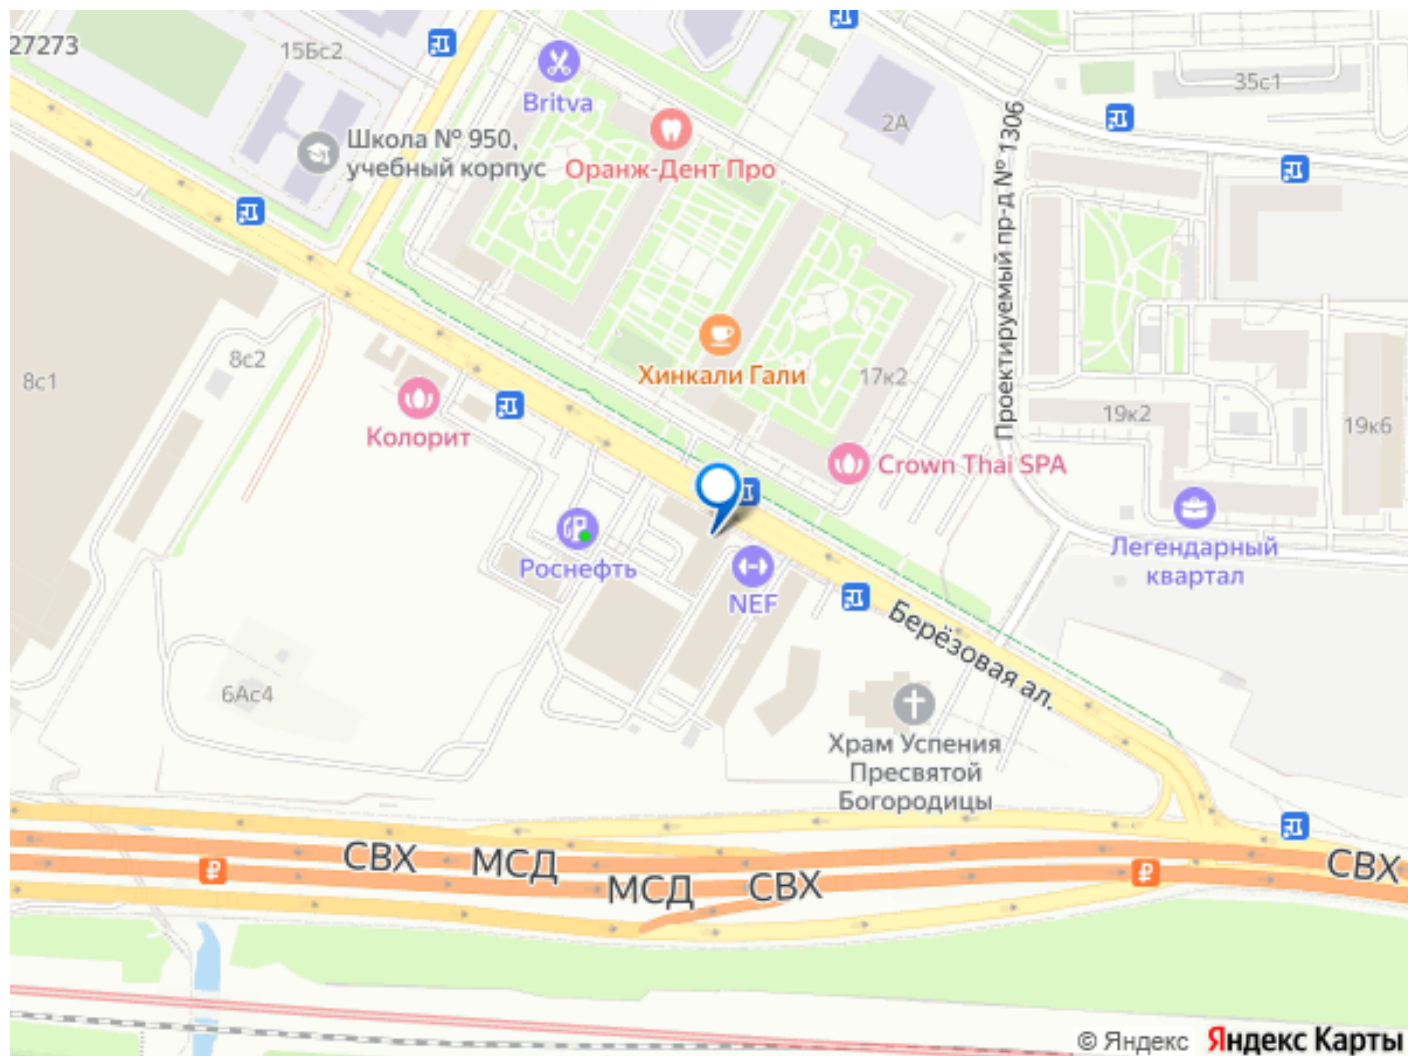 27273
15Бс2
Britva
35с1
2А
Школа № 950,
учебный корпус
Оранж-Дент Про
Проектируемый пр-д № 1306
8с2
8с1
Хинкали Гали
17к2
Колорит
19к2
19к6
Crown Thai SPA
Роснефть
Легендарный
квартал
NEF
Берёзовая ал.
6Ас4
Храм Успения
Пресвятой
Богородицы
СВХ
МСД
МСД
СВХ
СВХ
© Яндекс Яндекс Карты